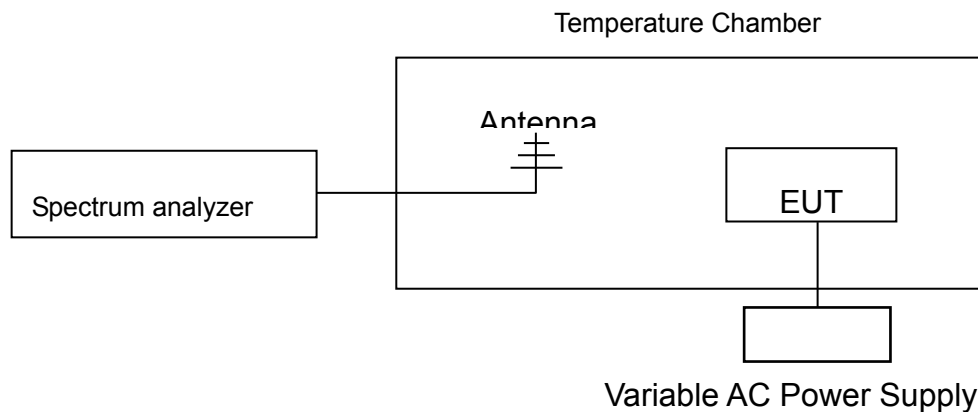 Temperature Chamber
Antenna
Spectrum analyzer
EUT
Variable AC Power Supply